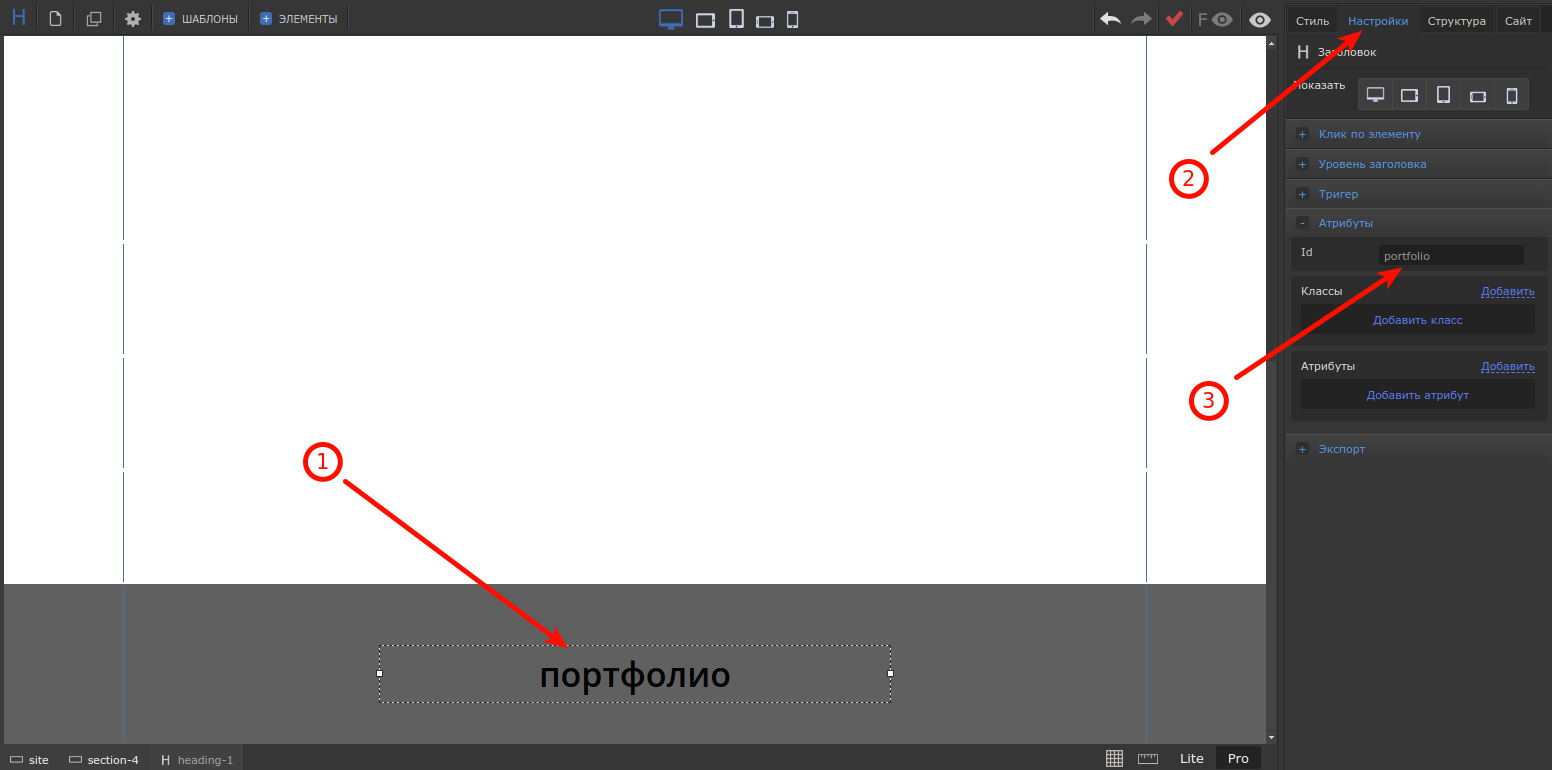 H
ШАБЛОНЫ
ЭЛЕМЕНТЫ
F
Стиль
Настройки
Структура
Сайт
H Заголовок
Показать
2
+ Клик по элементу
+ Уровень заголовка
+ Тригер
- Атрибуты
Id
portfolio
Классы
Добавить
Добавить класс
Атрибуты
Добавить
Добавить атрибут
3
+ Экспорт
1
портфолио
site
section-4
H heading-1
Lite
Pro